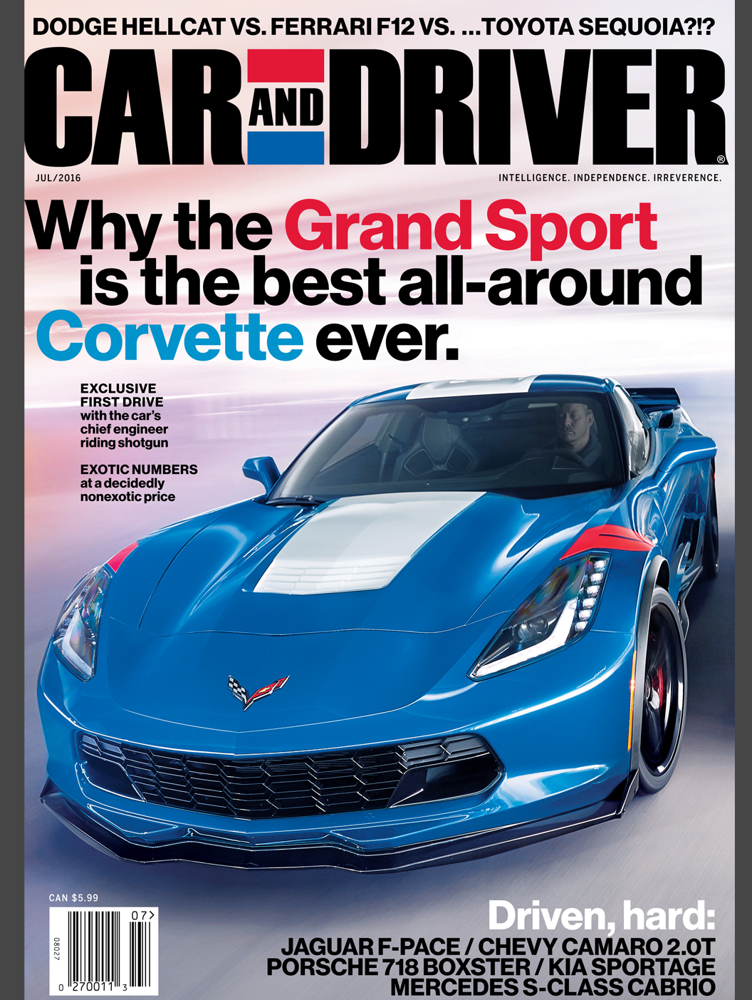 DODGE HELLCAT VS. FERRARI F12 VS. ...TOYOTA SEQUOIA?!?
CAR AND DRIVER®
JUL/2016
INTELLIGENCE. INDEPENDENCE. IRREVERENCE.
Why the Grand Sport
is the best all-around
Corvette ever.
EXCLUSIVE
FIRST DRIVE
with the car's
chief engineer
riding shotgun
EXOTIC NUMBERS
at a decidedly
nonexotic price
CAN $5.99
07>
08027
0 270011 3
Driven, hard:
JAGUAR F-PACE / CHEVY CAMARO 2.0T
PORSCHE 718 BOXSTER / KIA SPORTAGE
MERCEDES S-CLASS CABRIO